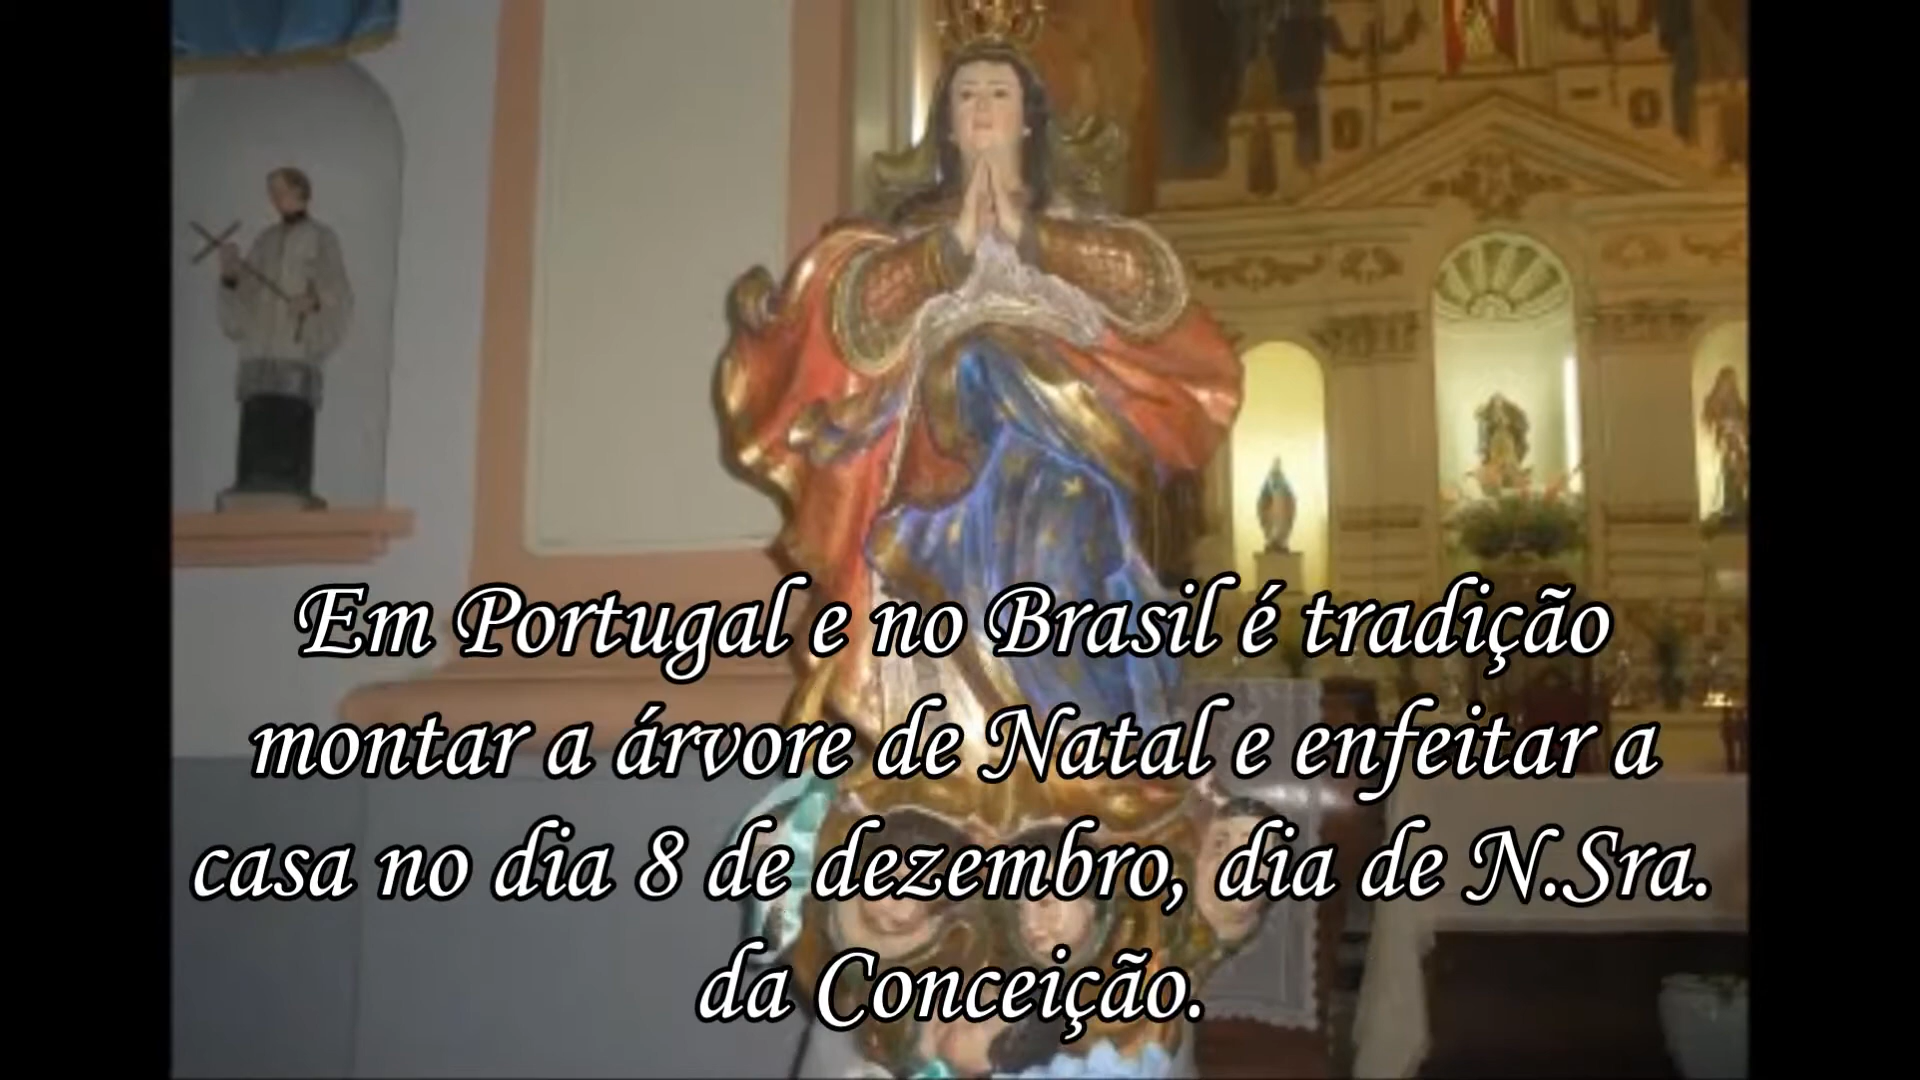 Em Portugal e no Brasil é tradição
montar a árvore de Natal e enfeitar a
casa no dia 8 de dezembro, dia de N.Sra.
da Conceição.